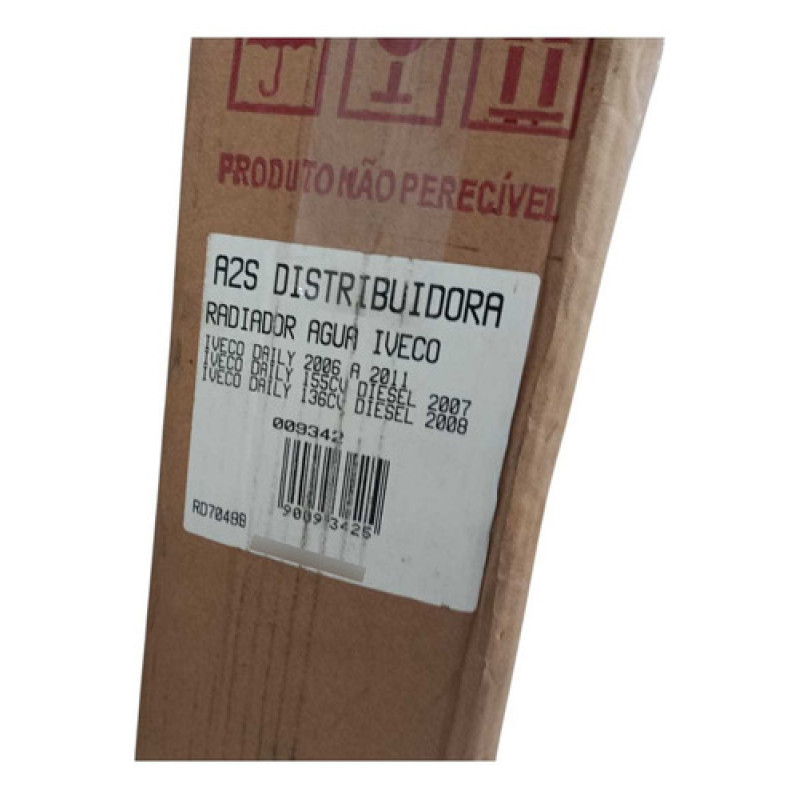 PRODUTO NÃO PERECÍVEL
A2S DISTRIBUIDORA
RADIADOR AGUA IVECO
IVECO DAILY 2006 A 2011
IVECO DAILY 155CV DIESEL 2007
IVECO DAILY 136CV DIESEL 2008
009342
90093426
RD70488